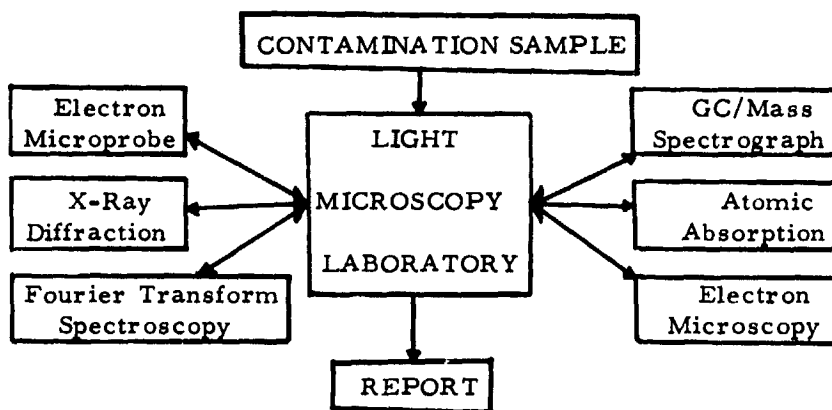 CONTAMINATION SAMPLE
Electron
Microprobe
X-Ray
Diffraction
Fourier Transform
Spectroscopy
LIGHT
MICROSCOPY
LABORATORY
GC/Mass
Spectrograph
Atomic
Absorption
Electron
Microscopy
REPORT